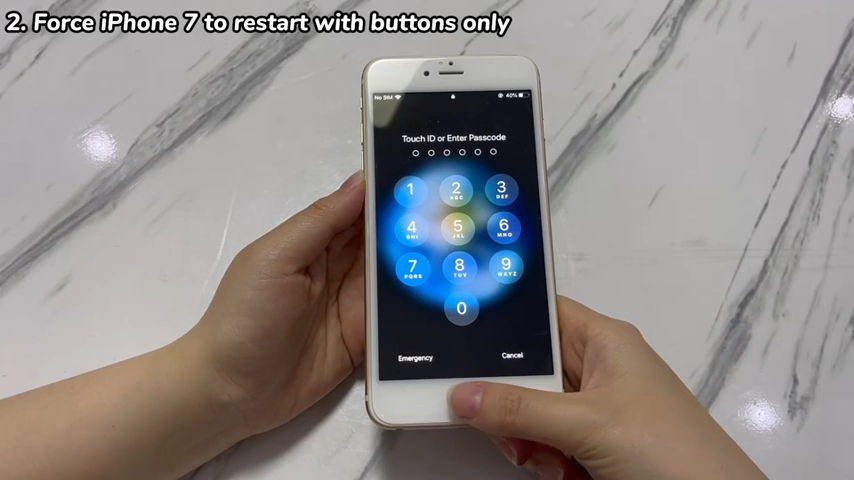 2. Force iPhone 7 to restart with buttons only
No SIM
40%
Touch ID or Enter Passcode
1
2
ABC
3
DEF
4
GHI
5
JKL
6
MNO
7
PQRS
8
TUV
9
WXYZ
0
Emergency
Cancel